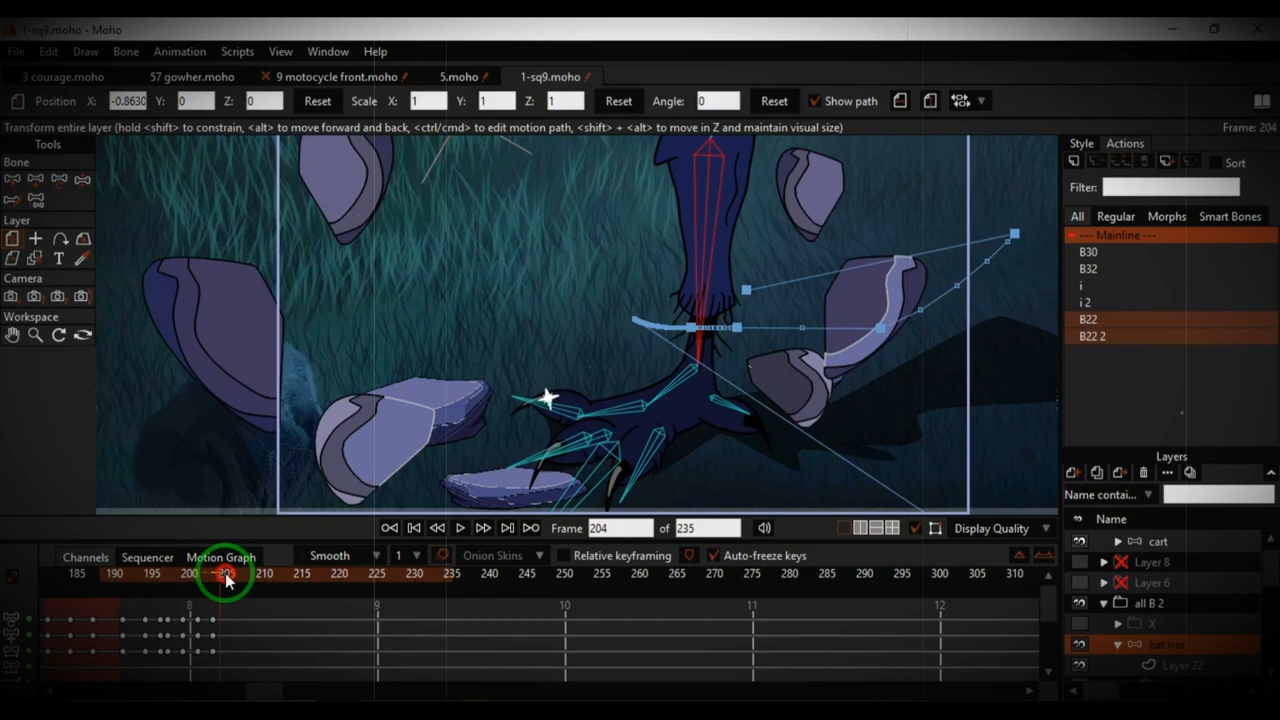 1-sq9.moho - Moho
File Edit Draw Bone Animation Scripts View Window Help
3 courage.moho 57 gowher.moho 9 motocycle front.moho 5.moho 1-sq9.moho
Position X: -0.8630 Y: 0 Z: 0 Reset Scale X: 1 Y: 1 Z: 1 Reset Angle: 0 Reset Show path
Transform entire layer (hold <shift> to constrain, <alt> to move forward and back, <ctrl/cmd> to edit motion path, <shift> + <alt> to move in Z and maintain visual size) Frame: 204
Tools
Bone
Layer
Camera
Workspace
Style Actions
Sort
Filter:
All Regular Morphs Smart Bones
--- Mainline ---
B30
B32
i
i 2
B22
B22 2
Layers
Name contai...
Name
cart
Layer 8
Layer 6
all B 2
X
bat troi
Layer 22
Frame 204 of 235 Display Quality
Channels Sequencer Motion Graph Smooth 1 Onion Skins Relative keyframing Auto-freeze keys
185 190 195 200 205 210 215 220 225 230 235 240 245 250 255 260 265 270 275 280 285 290 295 300 305 310
8 9 10 11 12